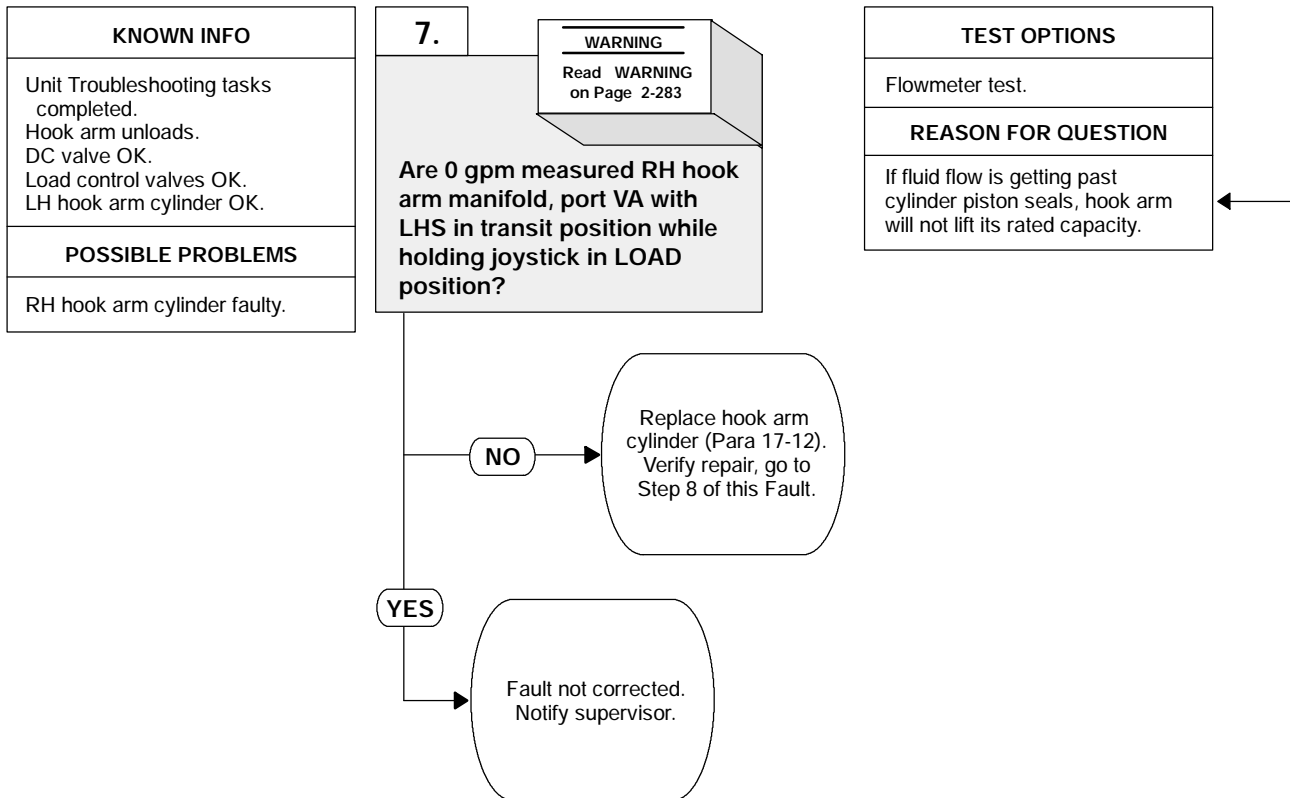 KNOWN INFO
Unit Troubleshooting tasks
completed.
Hook arm unloads.
DC valve OK.
Load control valves OK.
LH hook arm cylinder OK.
POSSIBLE PROBLEMS
RH hook arm cylinder faulty.
7.
WARNING
Read WARNING
on Page 2-283
Are 0 gpm measured RH hook
arm manifold, port VA with
LHS in transit position while
holding joystick in LOAD
position?
TEST OPTIONS
Flowmeter test.
REASON FOR QUESTION
If fluid flow is getting past
cylinder piston seals, hook arm
will not lift its rated capacity.
NO
Replace hook arm
cylinder (Para 17-12).
Verify repair, go to
Step 8 of this Fault.
YES
Fault not corrected.
Notify supervisor.